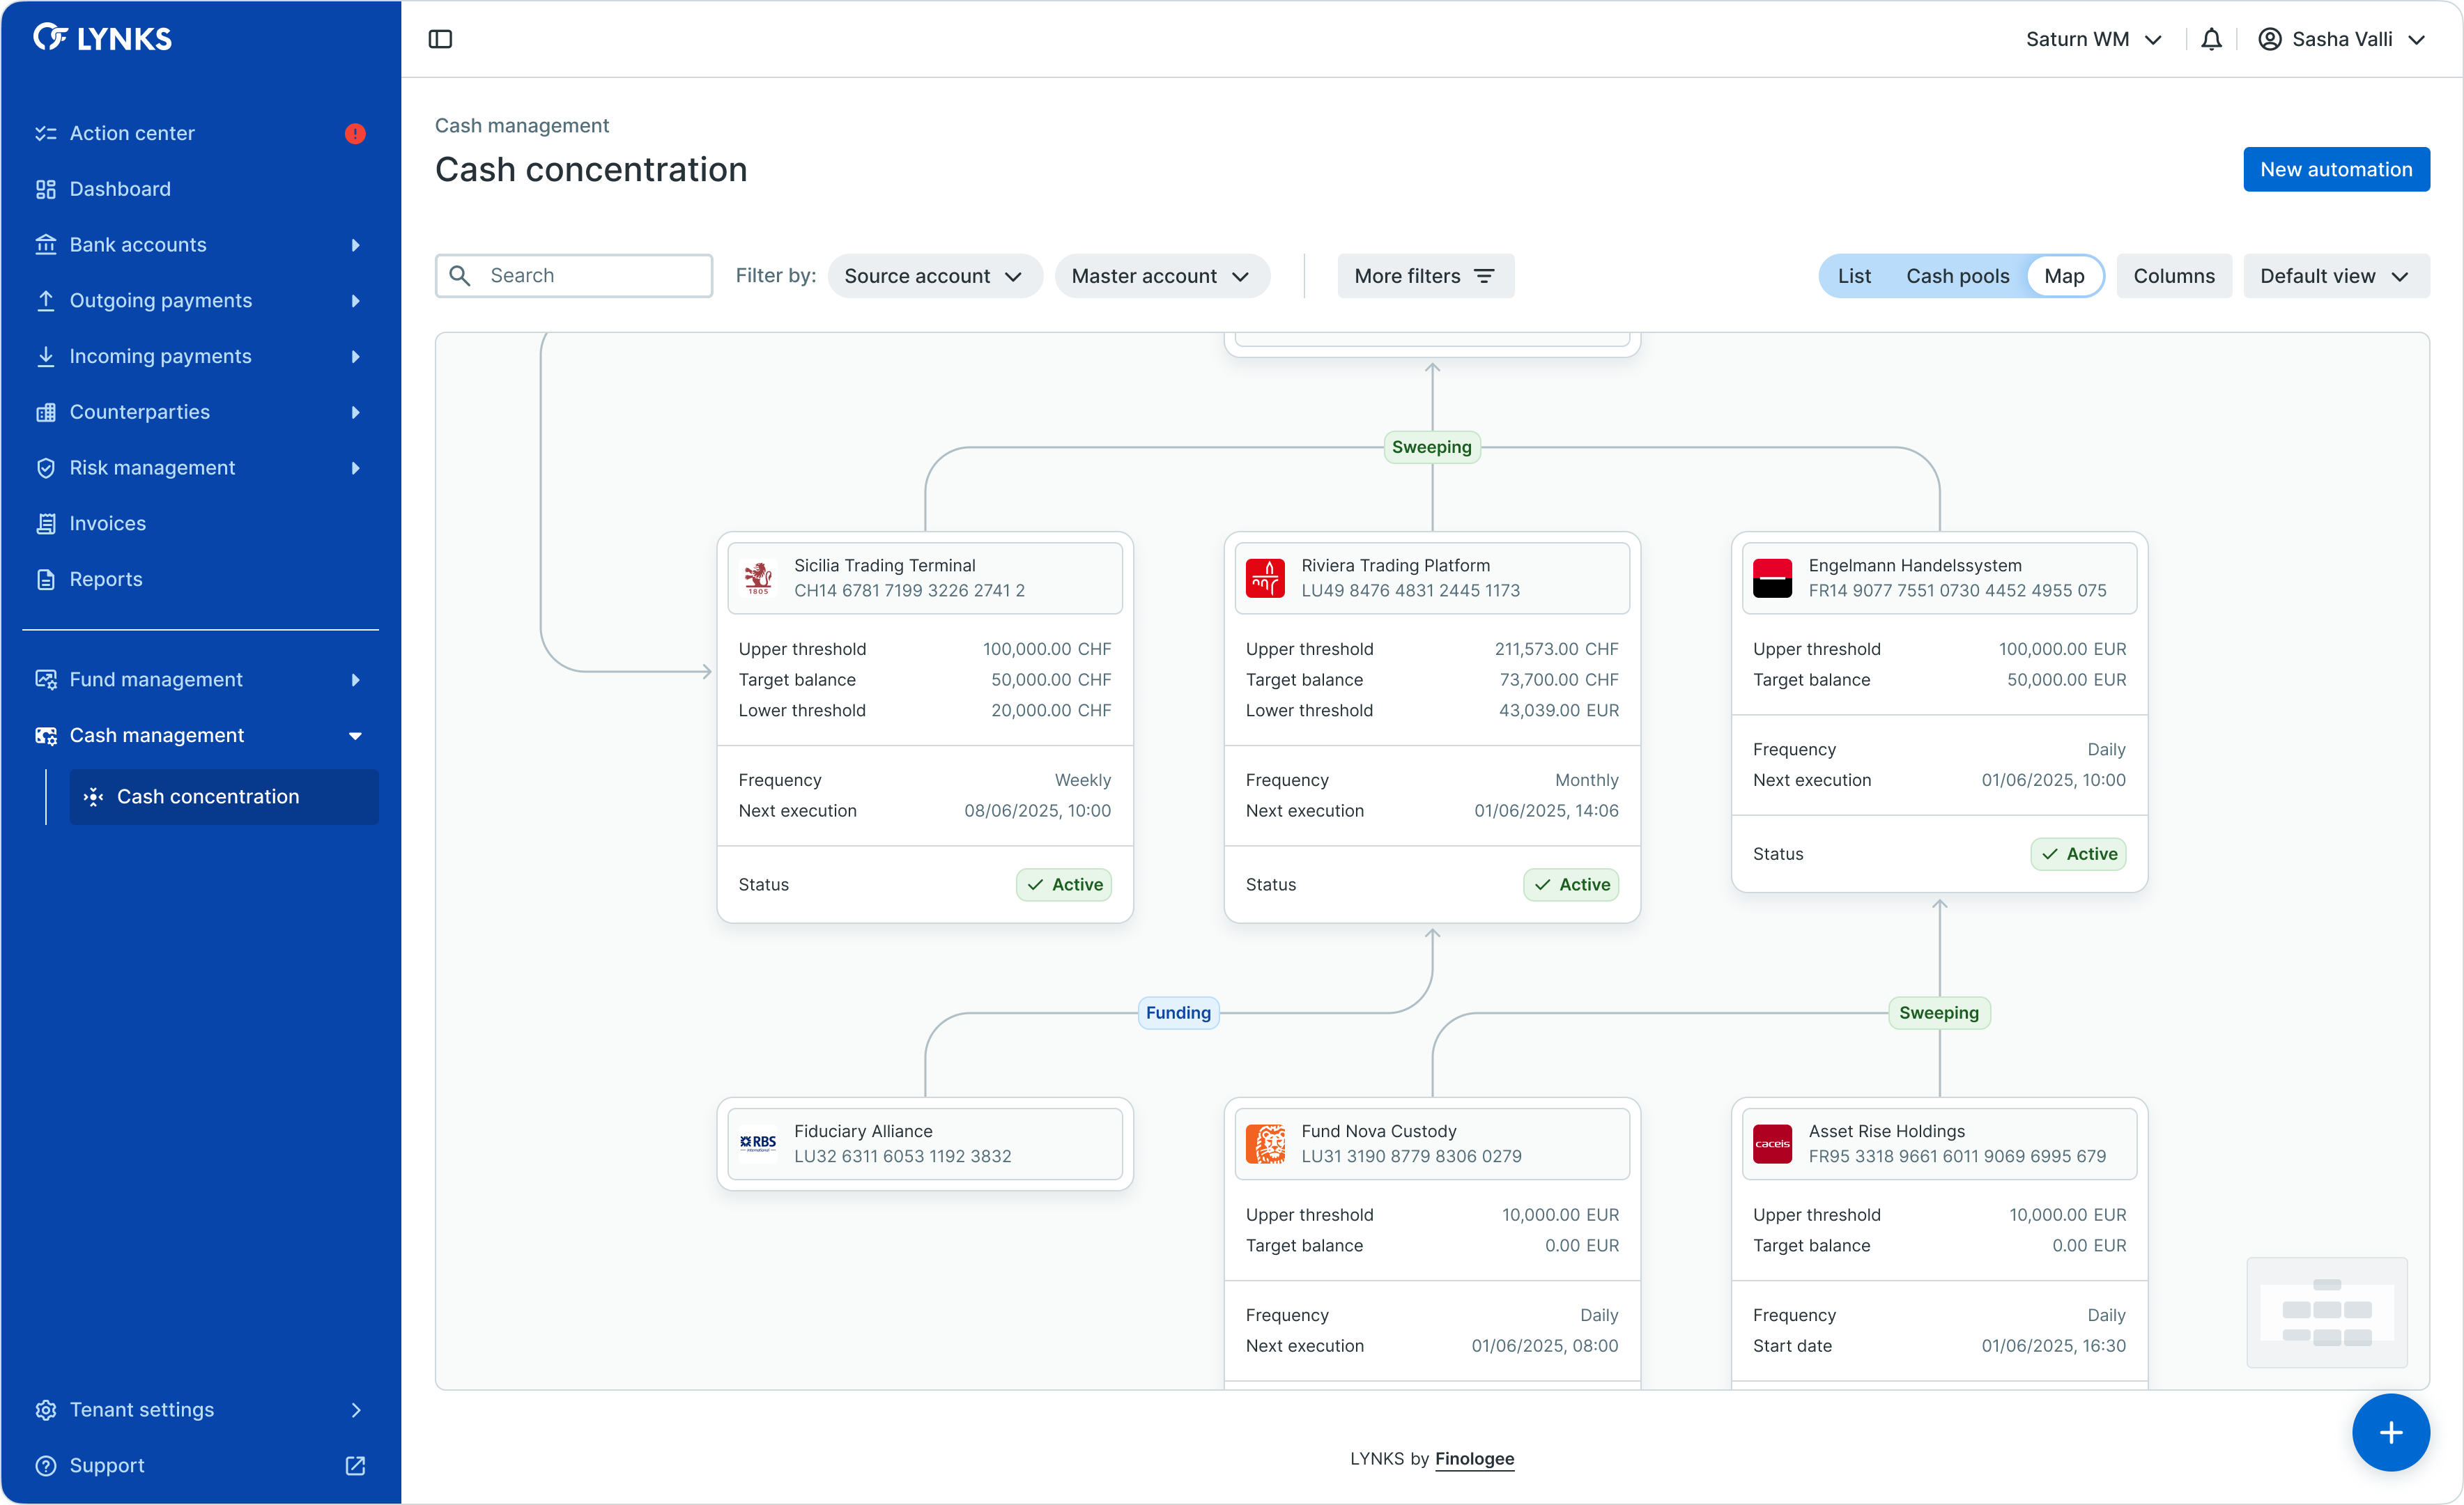 LYNKS
Saturn WM
Sasha Valli
Action center
Dashboard
Bank accounts
Outgoing payments
Incoming payments
Counterparties
Risk management
Invoices
Reports
Fund management
Cash management
Cash concentration
Tenant settings
Support
Cash management
Cash concentration
New automation
Search
Filter by:
Source account
Master account
More filters
List
Cash pools
Map
Columns
Default view
Sweeping
1805
Sicilia Trading Terminal
CH14 6781 7199 3226 2741 2
Upper threshold 100,000.00 CHF
Target balance 50,000.00 CHF
Lower threshold 20,000.00 CHF
Frequency Weekly
Next execution 08/06/2025, 10:00
Status Active
Riviera Trading Platform
LU49 8476 4831 2445 1173
Upper threshold 211,573.00 CHF
Target balance 73,700.00 CHF
Lower threshold 43,039.00 EUR
Frequency Monthly
Next execution 01/06/2025, 14:06
Status Active
Engelmann Handelssystem
FR14 9077 7551 0730 4452 4955 075
Upper threshold 100,000.00 EUR
Target balance 50,000.00 EUR
Frequency Daily
Next execution 01/06/2025, 10:00
Status Active
Funding
Sweeping
RBS
International
Fiduciary Alliance
LU32 6311 6053 1192 3832
Fund Nova Custody
LU31 3190 8779 8306 0279
Upper threshold 10,000.00 EUR
Target balance 0.00 EUR
Frequency Daily
Next execution 01/06/2025, 08:00
caceis
Asset Rise Holdings
FR95 3318 9661 6011 9069 6995 679
Upper threshold 10,000.00 EUR
Target balance 0.00 EUR
Frequency Daily
Start date 01/06/2025, 16:30
LYNKS by Finologee